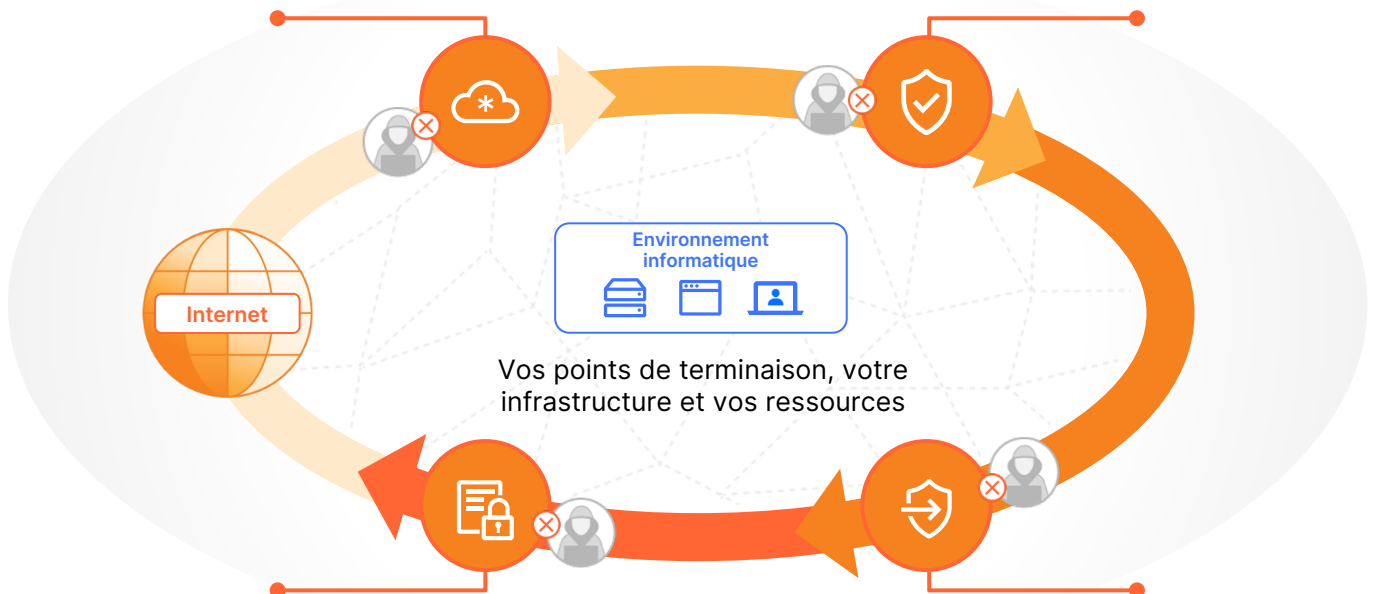 Environnement
informatique
Internet
Vos points de terminaison, votre
infrastructure et vos ressources